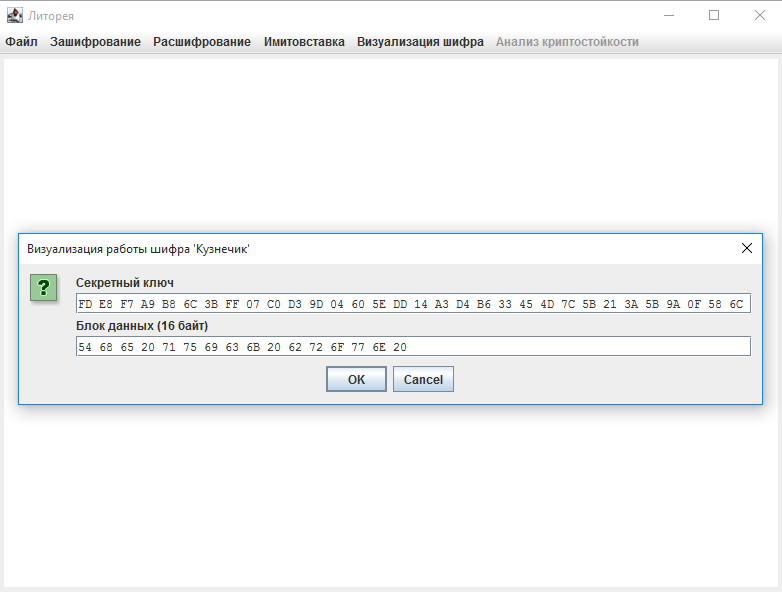 Литорея
Файл Зашифрование Расшифрование Имитовставка Визуализация шифра Анализ криптостойкости
Визуализация работы шифра 'Кузнечик'
?
Секретный ключ
FD E8 F7 A9 B8 6C 3B FF 07 C0 D3 9D 04 60 5E DD 14 A3 D4 B6 33 45 4D 7C 5B 21 3A 5B 9A 0F 58 6C
Блок данных (16 байт)
54 68 65 20 71 75 69 63 6B 20 62 72 6F 77 6E 20
OK Cancel